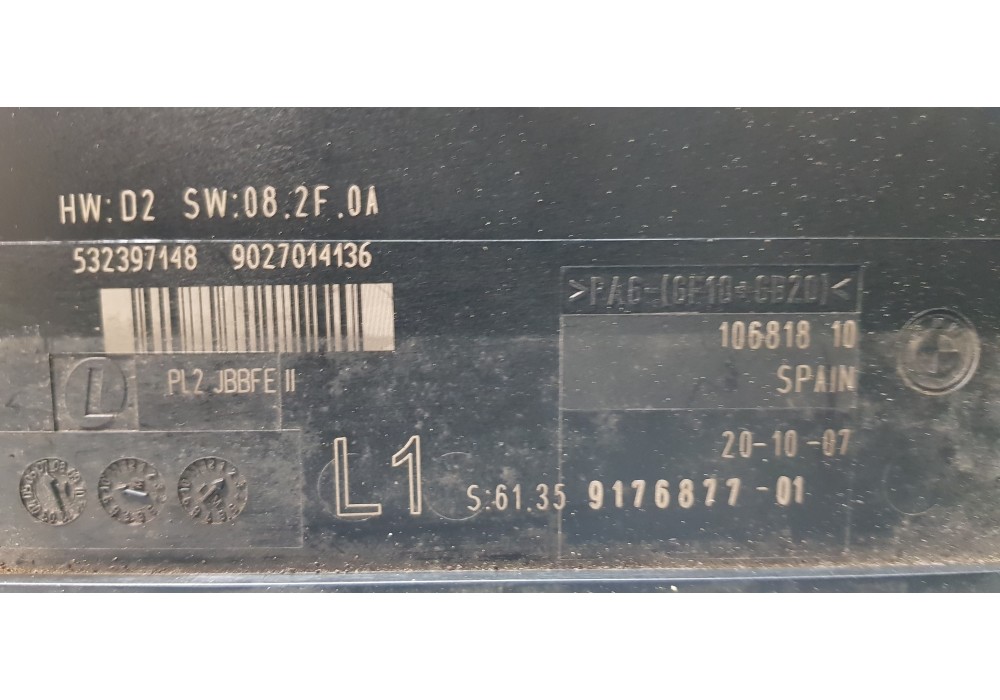 HW:D2 SW:08.2F.0A
532397148 9027014136
>PA6-(GF10+GB20)<
106818 10
SPAIN
L
PL2 JBBFE II
20-10-07
L1
S:61.35 9176877-01